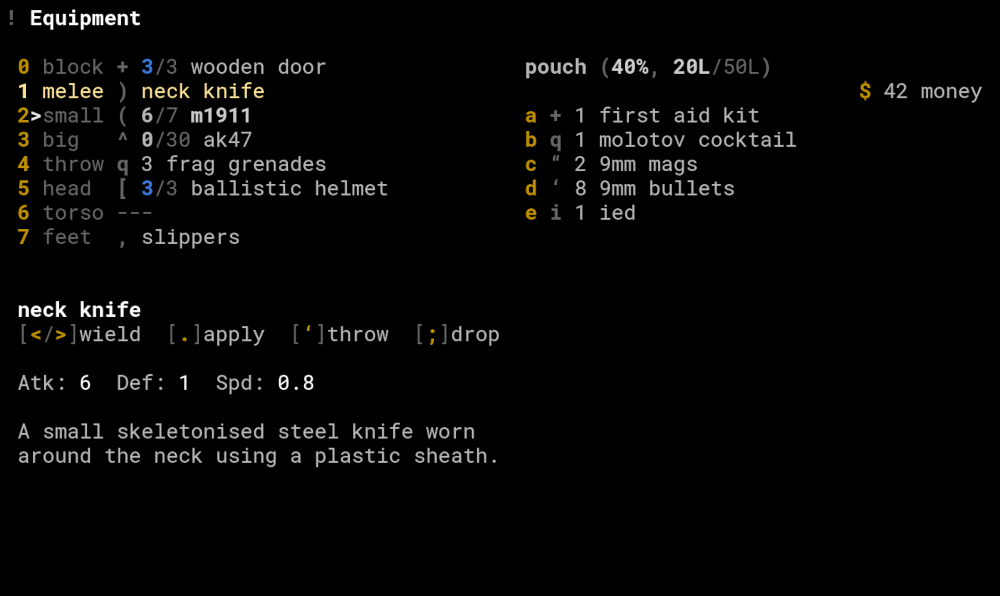 ! Equipment
0 block + 3/3 wooden door
1 melee ) neck knife
2>small ( 6/7 m1911
3 big ^ 0/30 ak47
4 throw q 3 frag grenades
5 head [ 3/3 ballistic helmet
6 torso ---
7 feet , slippers
pouch (40%, 20L/50L)
$ 42 money
a + 1 first aid kit
b q 1 molotov cocktail
c “ 2 9mm mags
d ‘ 8 9mm bullets
e i 1 ied
neck knife
[</>]wield [.]apply [‘]throw [;]drop
Atk: 6 Def: 1 Spd: 0.8
A small skeletonised steel knife worn
around the neck using a plastic sheath.